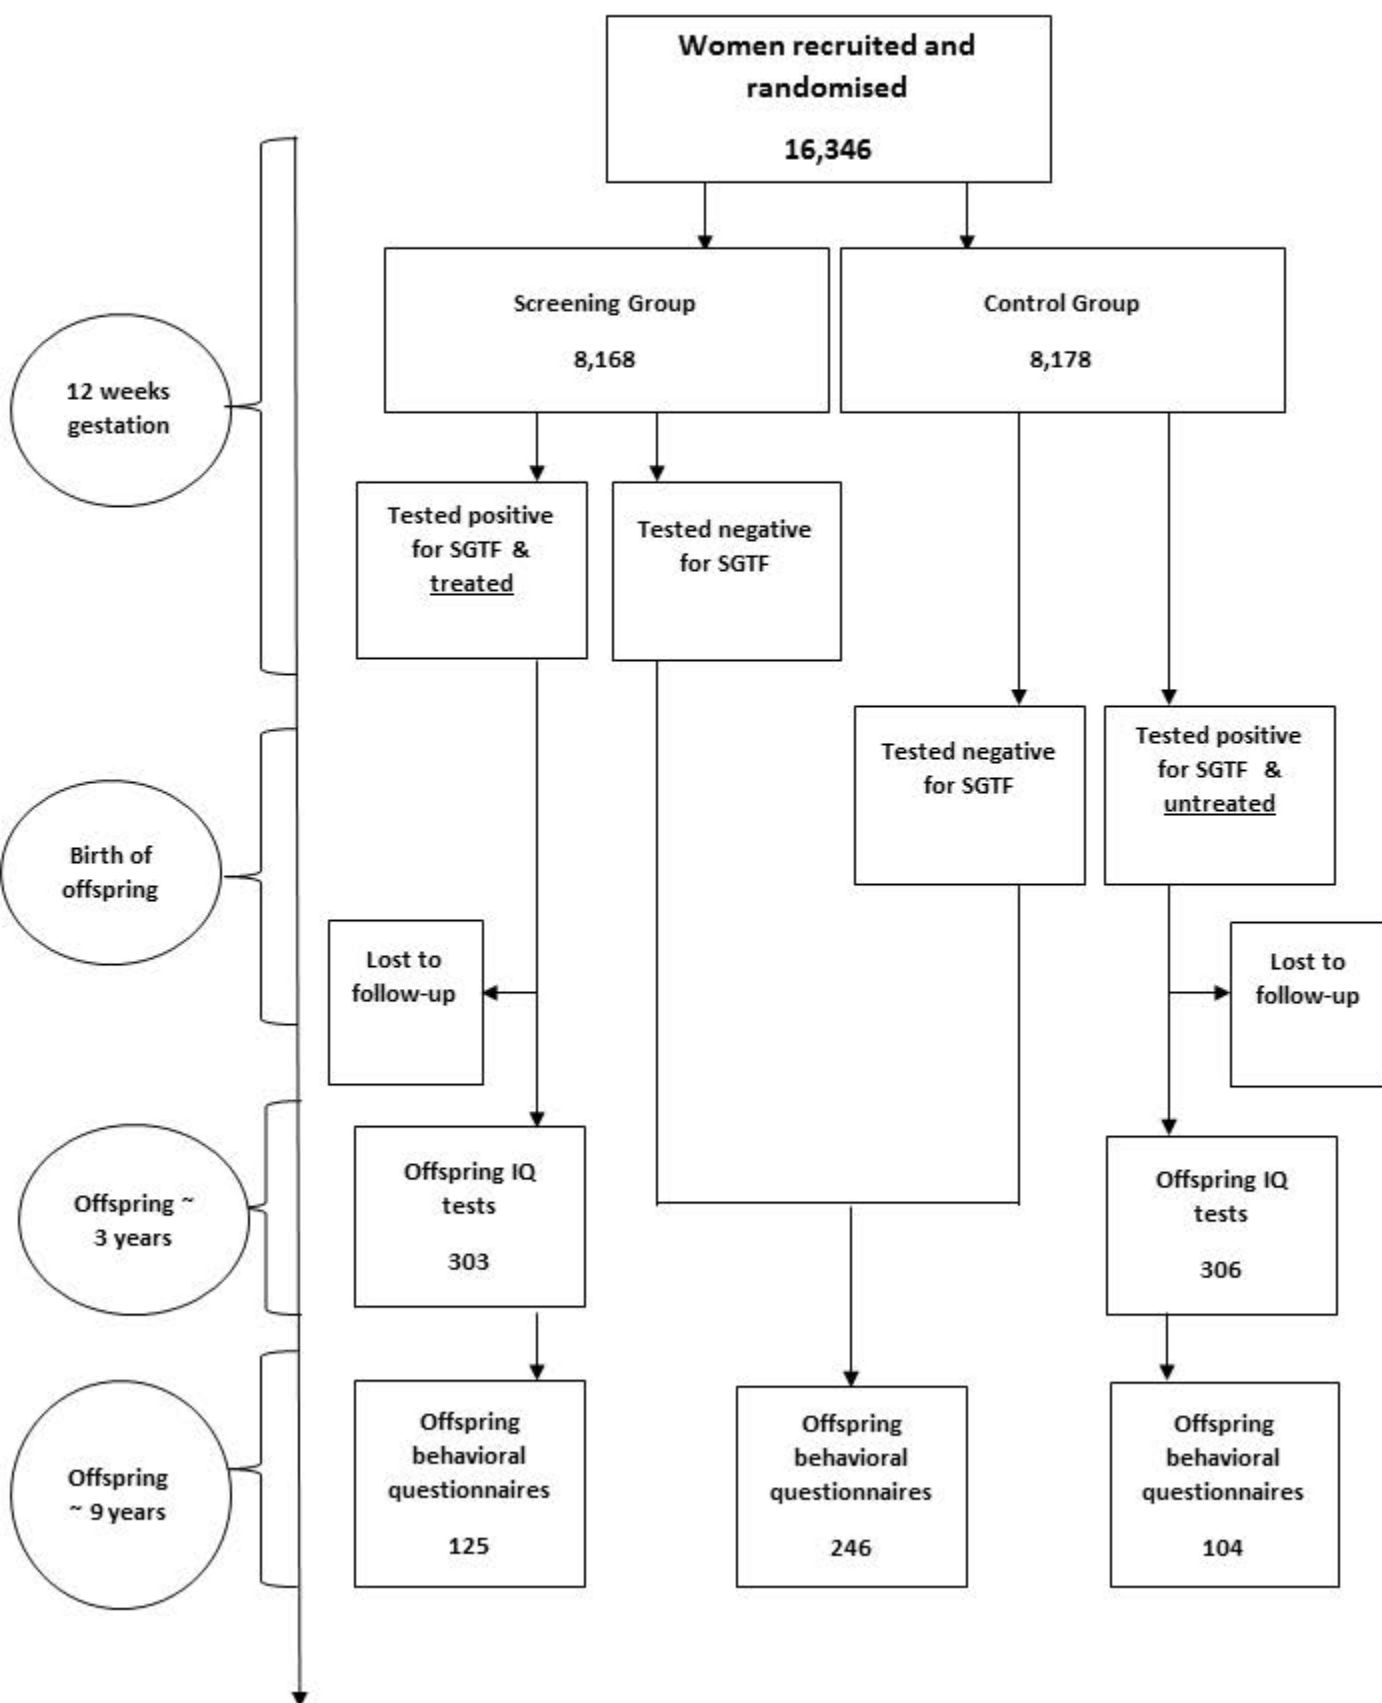 Women recruited and
randomised
16,346
Screening Group
8,168
Control Group
8,178
12 weeks
gestation
Tested positive
for SGTF &
treated
Tested negative
for SGTF
Tested negative
for SGTF
Tested positive
for SGTF &
untreated
Birth of
offspring
Lost to
follow-up
Lost to
follow-up
Offspring ~
3 years
Offspring IQ
tests
303
Offspring IQ
tests
306
Offspring
~ 9 years
Offspring
behavioral
questionnaires
125
Offspring
behavioral
questionnaires
246
Offspring
behavioral
questionnaires
104